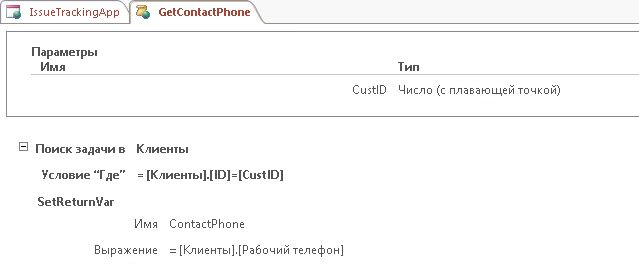 IssueTrackingApp GetContactPhone
Параметры
Имя Тип
CustID Число (с плавающей точкой)
Поиск задачи в Клиенты
Условие “Где” = [Клиенты].[ID]=[CustID]
SetReturnVar
Имя ContactPhone
Выражение = [Клиенты].[Рабочий телефон]